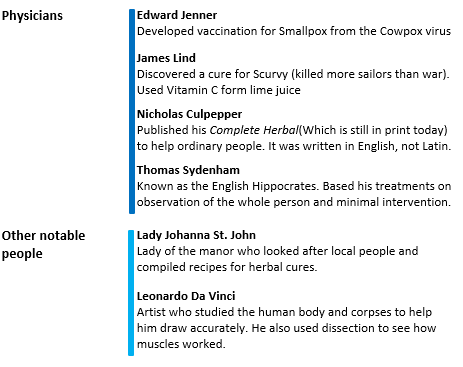 Physicians
Edward Jenner
Developed vaccination for Smallpox from the Cowpox virus
James Lind
Discovered a cure for Scurvy (killed more sailors than war).
Used Vitamin C form lime juice
Nicholas Culpepper
Published his Complete Herbal(Which is still in print today)
to help ordinary people. It was written in English, not Latin.
Thomas Sydenham
Known as the English Hippocrates. Based his treatments on
observation of the whole person and minimal intervention.
Other notable
people
Lady Johanna St. John
Lady of the manor who looked after local people and
compiled recipes for herbal cures.
Leonardo Da Vinci
Artist who studied the human body and corpses to help
him draw accurately. He also used dissection to see how
muscles worked.